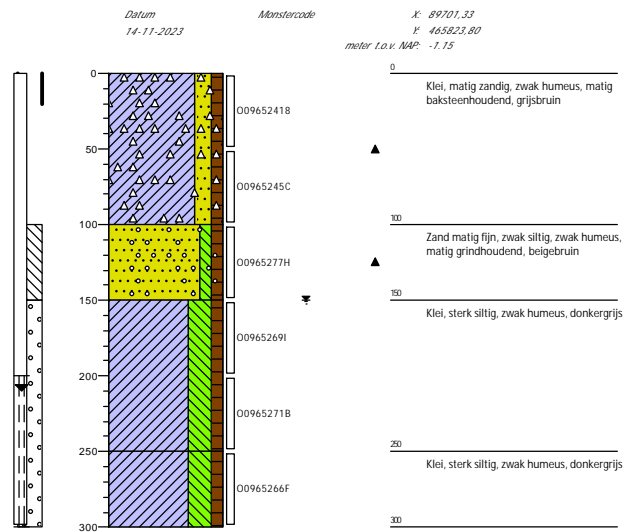 Datum Monstercode X: 89701,33
14-11-2023 Y: 465823,80
meter t.o.v. NAP: -1.15
0 0
Klei, matig zandig, zwak humeus, matig
baksteenhoudend, grijsbruin
O0965241B
50
O0965245C
100 100
Zand matig fijn, zwak siltig, zwak humeus,
matig grindhoudend, beigebruin
O0965277H
150 150
Klei, sterk siltig, zwak humeus, donkergrijs
O0965269I
200
O0965271B
250 250
Klei, sterk siltig, zwak humeus, donkergrijs
O0965266F
300 300